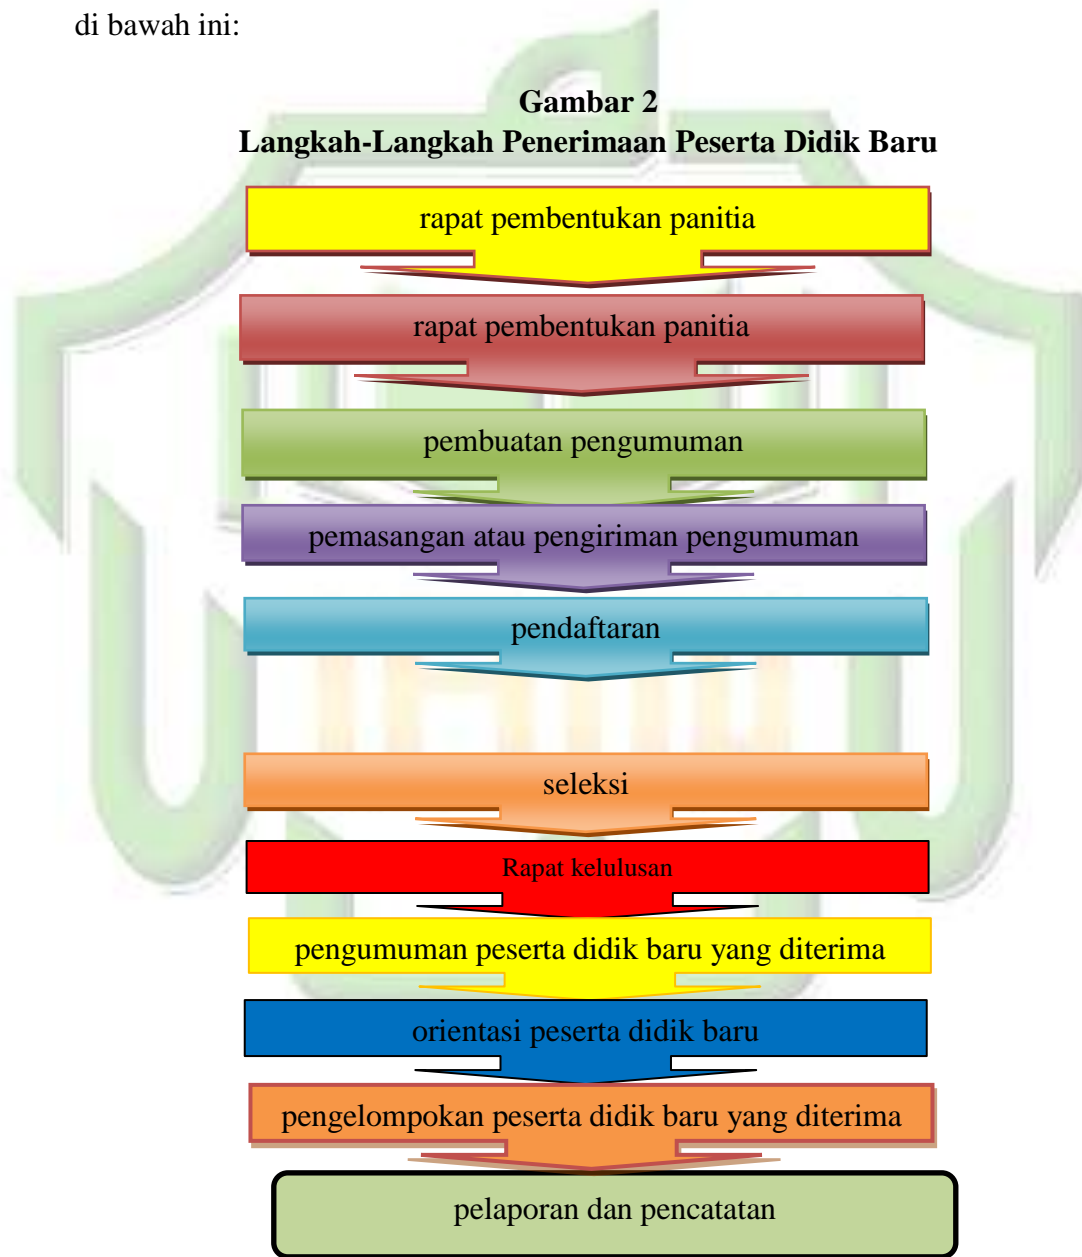 di bawah ini:
Gambar 2
Langkah-Langkah Penerimaan Peserta Didik Baru
rapat pembentukan panitia
rapat pembentukan panitia
pembuatan pengumuman
pemasangan atau pengiriman pengumuman
pendaftaran
seleksi
Rapat kelulusan
pengumuman peserta didik baru yang diterima
orientasi peserta didik baru
pengelompokan peserta didik baru yang diterima
pelaporan dan pencatatan